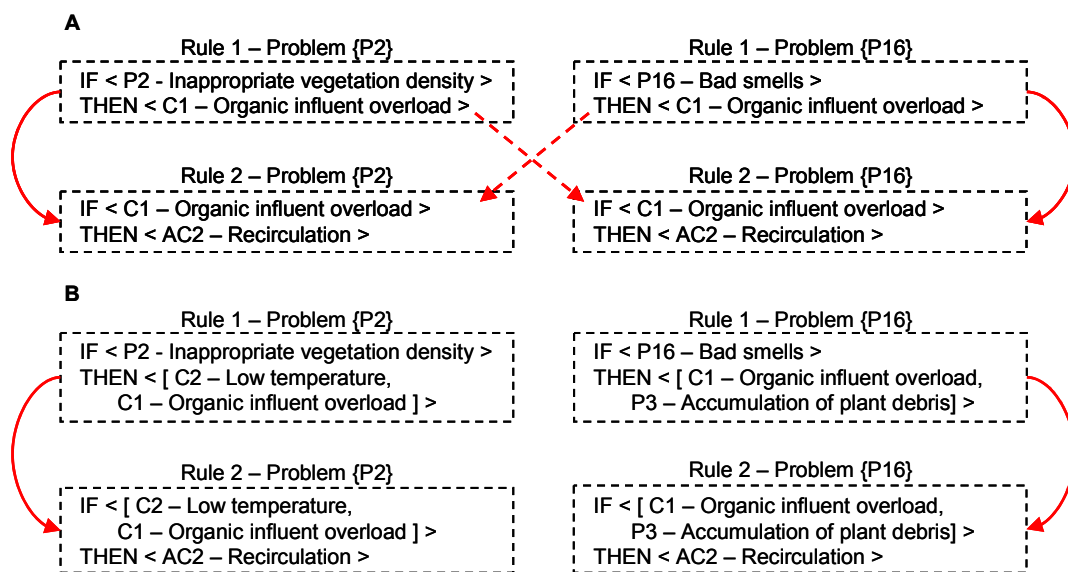 A
Rule 1 – Problem {P2}
IF < P2 - Inappropriate vegetation density >
THEN < C1 – Organic influent overload >
Rule 1 – Problem {P16}
IF < P16 – Bad smells >
THEN < C1 – Organic influent overload >
Rule 2 – Problem {P2}
IF < C1 – Organic influent overload >
THEN < AC2 – Recirculation >
Rule 2 – Problem {P16}
IF < C1 – Organic influent overload >
THEN < AC2 – Recirculation >
B
Rule 1 – Problem {P2}
IF < P2 - Inappropriate vegetation density >
THEN < [ C2 – Low temperature,
C1 – Organic influent overload ] >
Rule 1 – Problem {P16}
IF < P16 – Bad smells >
THEN < [ C1 – Organic influent overload,
P3 – Accumulation of plant debris] >
Rule 2 – Problem {P2}
IF < [ C2 – Low temperature,
C1 – Organic influent overload ] >
THEN < AC2 – Recirculation >
Rule 2 – Problem {P16}
IF < [ C1 – Organic influent overload,
P3 – Accumulation of plant debris] >
THEN < AC2 – Recirculation >